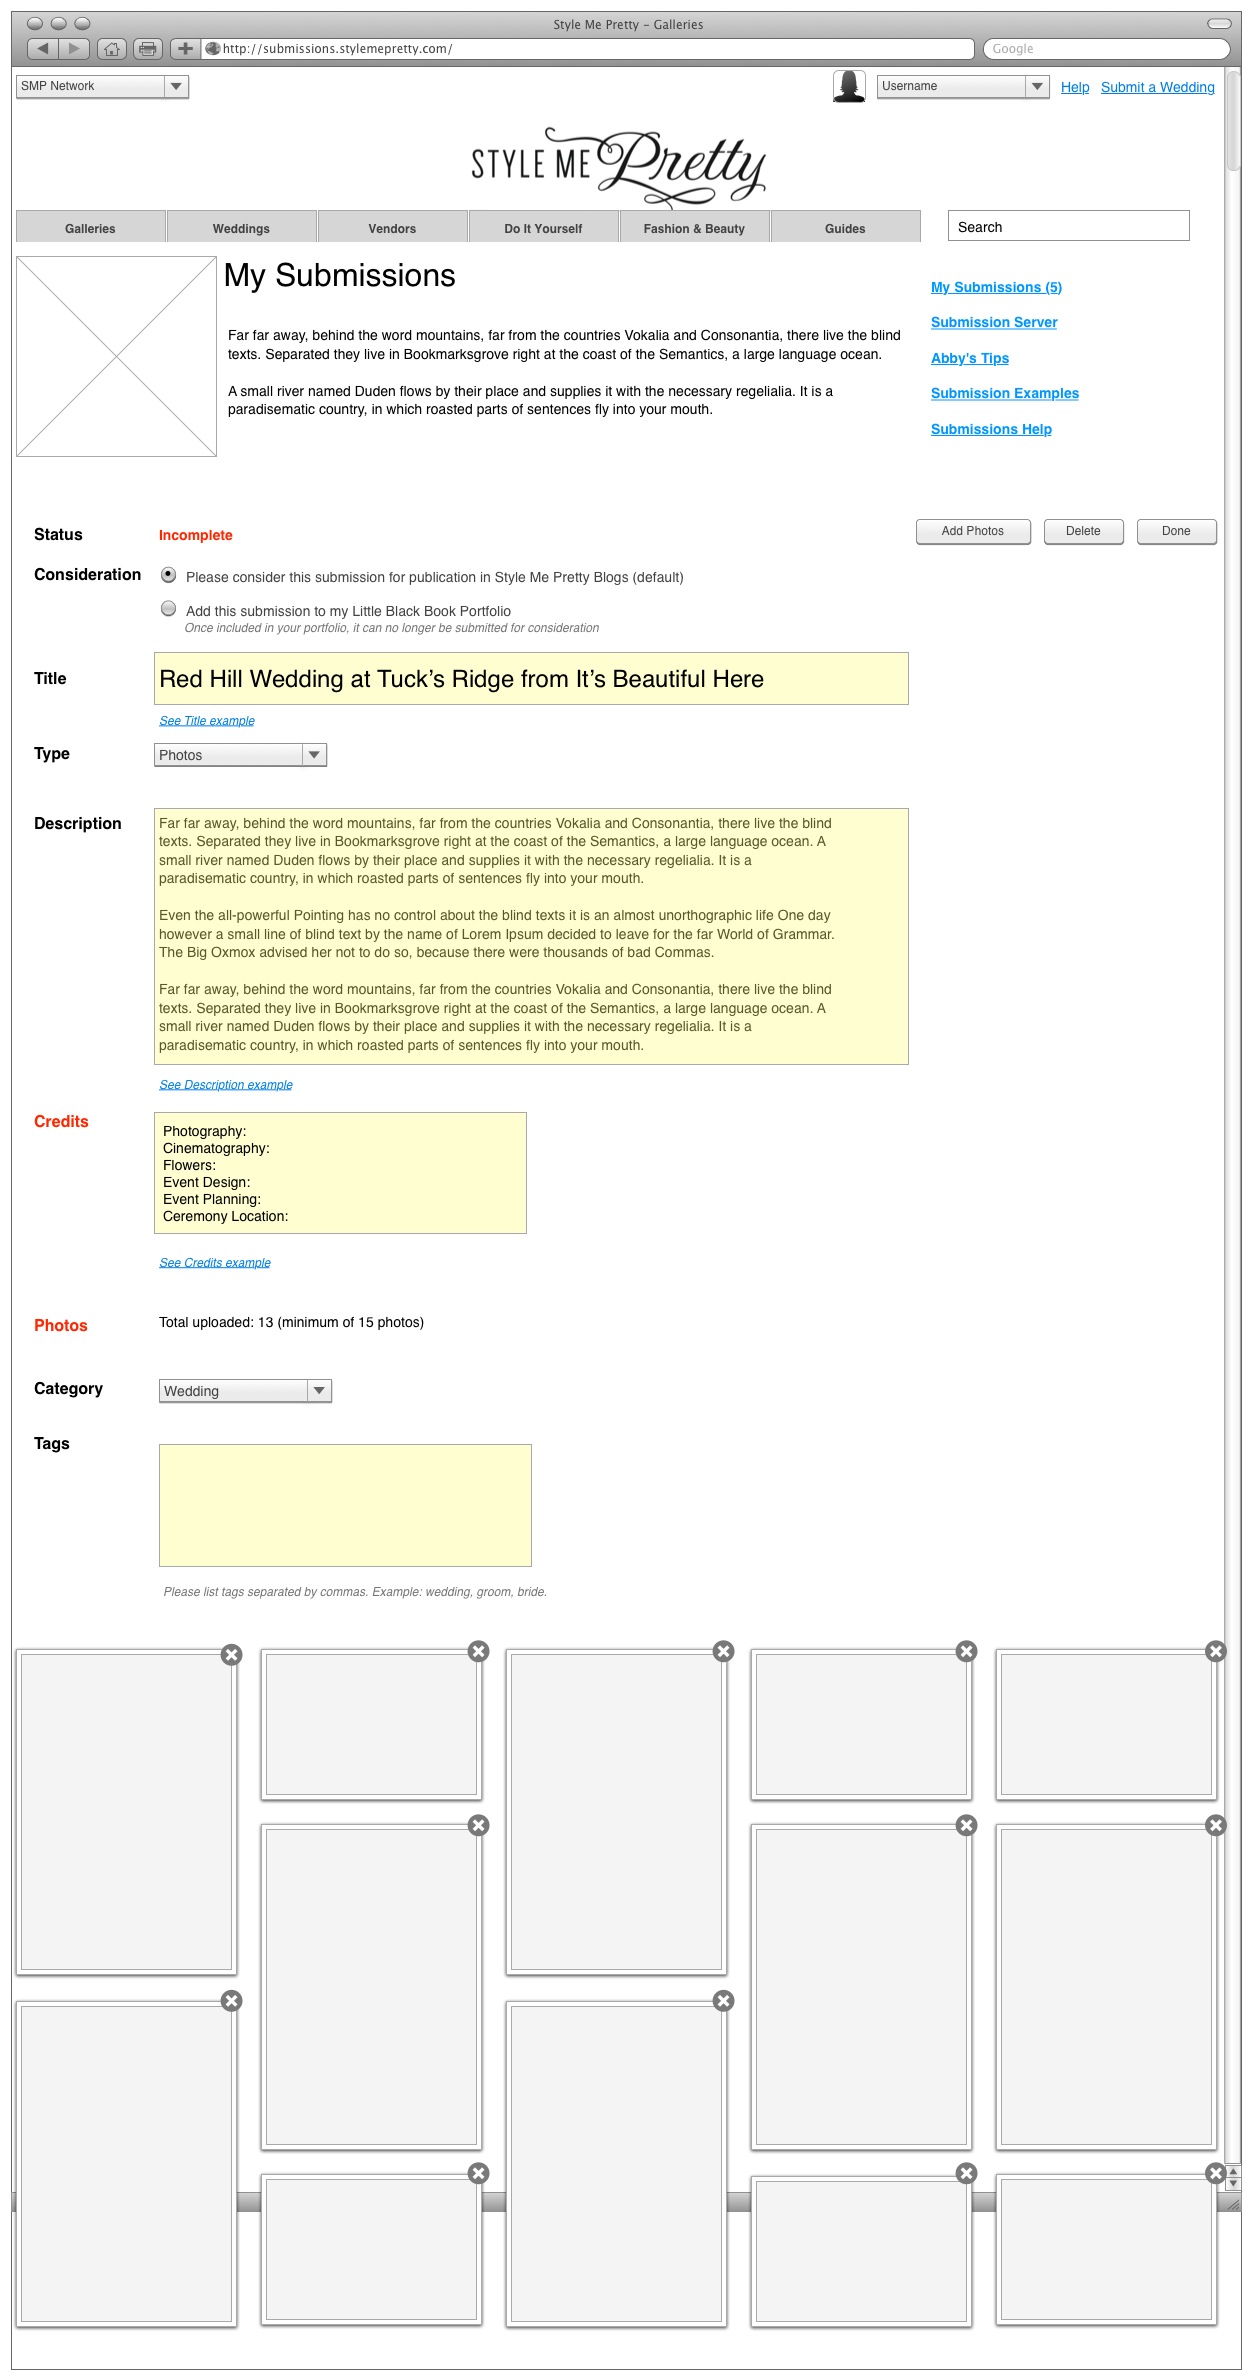 Style Me Pretty – Galleries
http://submissions.stylemepretty.com/
Google
SMP Network
Username
Help
Submit a Wedding
STYLE ME Pretty
Galleries
Weddings
Vendors
Do It Yourself
Fashion & Beauty
Guides
Search
My Submissions
Far far away, behind the word mountains, far from the countries Vokalia and Consonantia, there live the blind
texts. Separated they live in Bookmarksgrove right at the coast of the Semantics, a large language ocean.
A small river named Duden flows by their place and supplies it with the necessary regelialia. It is a
paradisematic country, in which roasted parts of sentences fly into your mouth.
My Submissions (5)
Submission Server
Abby's Tips
Submission Examples
Submissions Help
Status
Incomplete
Add Photos
Delete
Done
Consideration
Please consider this submission for publication in Style Me Pretty Blogs (default)
Add this submission to my Little Black Book Portfolio
Once included in your portfolio, it can no longer be submitted for consideration
Title
Red Hill Wedding at Tuck’s Ridge from It’s Beautiful Here
See Title example
Type
Photos
Description
Far far away, behind the word mountains, far from the countries Vokalia and Consonantia, there live the blind
texts. Separated they live in Bookmarksgrove right at the coast of the Semantics, a large language ocean. A
small river named Duden flows by their place and supplies it with the necessary regelialia. It is a
paradisematic country, in which roasted parts of sentences fly into your mouth.
Even the all-powerful Pointing has no control about the blind texts it is an almost unorthographic life One day
however a small line of blind text by the name of Lorem Ipsum decided to leave for the far World of Grammar.
The Big Oxmox advised her not to do so, because there were thousands of bad Commas.
Far far away, behind the word mountains, far from the countries Vokalia and Consonantia, there live the blind
texts. Separated they live in Bookmarksgrove right at the coast of the Semantics, a large language ocean. A
small river named Duden flows by their place and supplies it with the necessary regelialia. It is a
paradisematic country, in which roasted parts of sentences fly into your mouth.
See Description example
Credits
Photography:
Cinematography:
Flowers:
Event Design:
Event Planning:
Ceremony Location:
See Credits example
Photos
Total uploaded: 13 (minimum of 15 photos)
Category
Wedding
Tags
Please list tags separated by commas. Example: wedding, groom, bride.